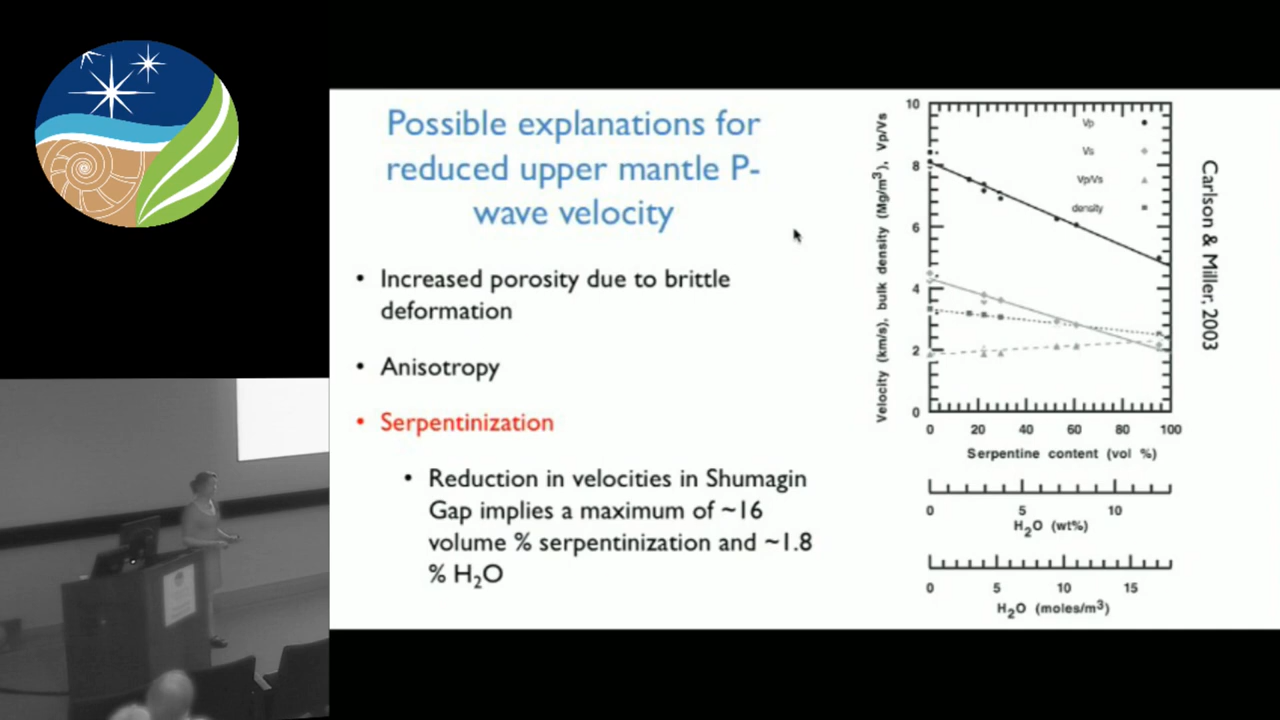 Possible explanations for
reduced upper mantle P-
wave velocity
• Increased porosity due to brittle
deformation
• Anisotropy
• Serpentinization
• Reduction in velocities in Shumagin
Gap implies a maximum of ~16
volume % serpentinization and ~1.8
% H₂O
Velocity (km/s), bulk density (Mg/m³), Vp/Vs
10
8
6
4
2
0
Vp
Vs
Vp/Vs
density
0 20 40 60 80 100
Serpentine content (vol %)
0 5 10
H₂O (wt%)
0 5 10 15
H₂O (moles/m³)
Carlson & Miller, 2003